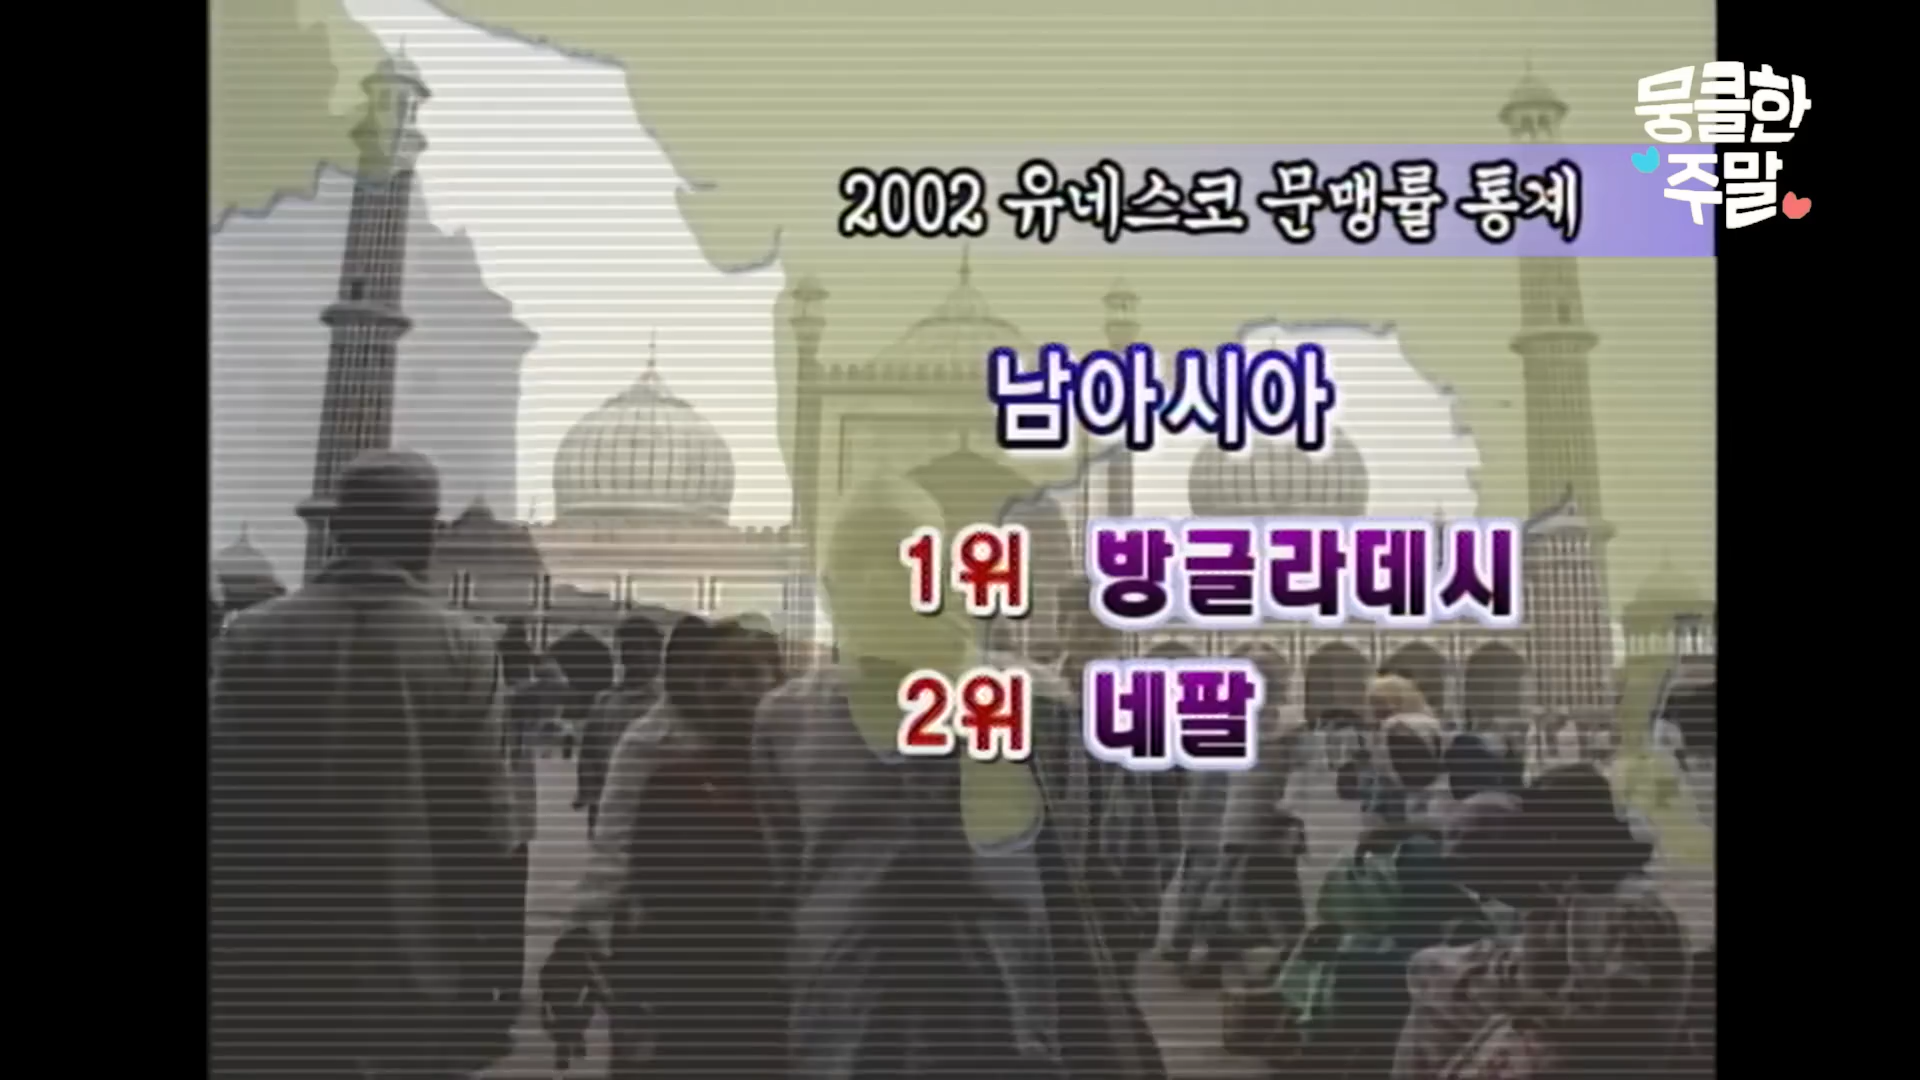 뭉클한
주말
2002 유네스코 문맹률 통계
남아시아
1위 방글라데시
2위 네팔